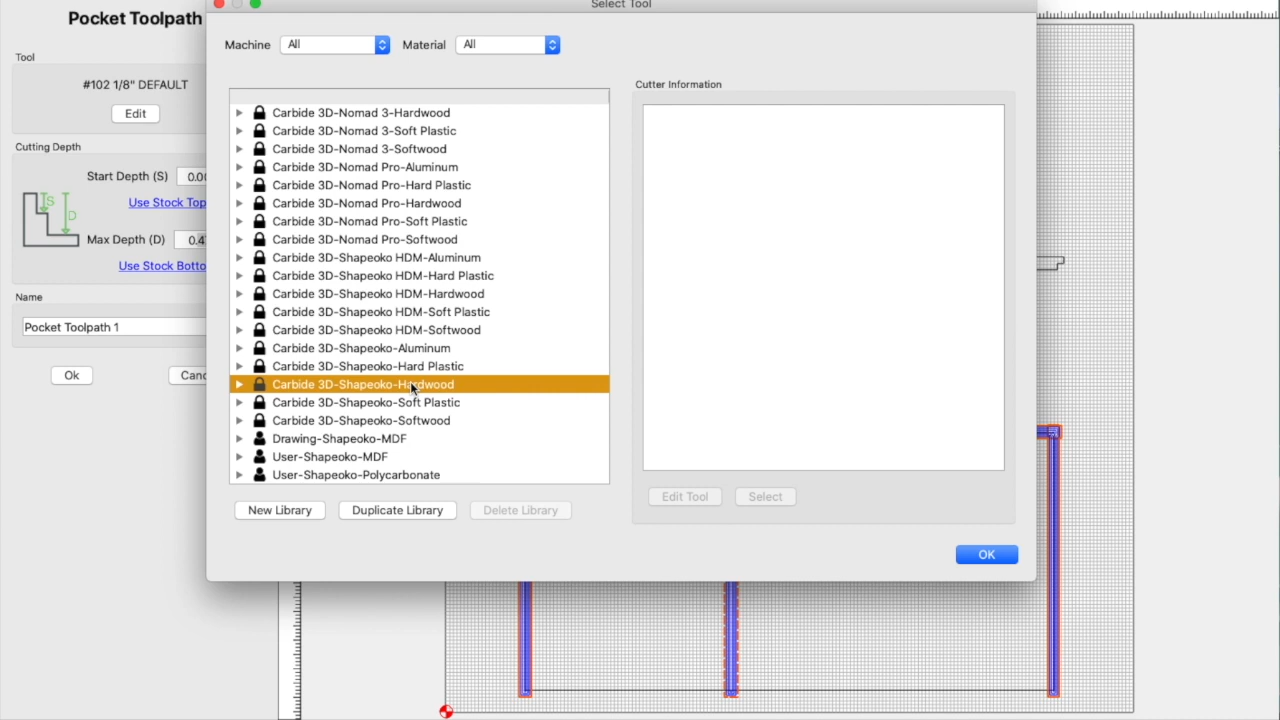 Select Tool
Pocket Toolpath
Machine All Material All
Tool
#102 1/8" DEFAULT
Edit
Cutting Depth
Start Depth (S) 0.00
Use Stock Top
S
D
Max Depth (D) 0.4
Use Stock Botto
Name
Pocket Toolpath 1
Ok Canc
Carbide 3D-Nomad 3-Hardwood
Carbide 3D-Nomad 3-Soft Plastic
Carbide 3D-Nomad 3-Softwood
Carbide 3D-Nomad Pro-Aluminum
Carbide 3D-Nomad Pro-Hard Plastic
Carbide 3D-Nomad Pro-Hardwood
Carbide 3D-Nomad Pro-Soft Plastic
Carbide 3D-Nomad Pro-Softwood
Carbide 3D-Shapeoko HDM-Aluminum
Carbide 3D-Shapeoko HDM-Hard Plastic
Carbide 3D-Shapeoko HDM-Hardwood
Carbide 3D-Shapeoko HDM-Soft Plastic
Carbide 3D-Shapeoko HDM-Softwood
Carbide 3D-Shapeoko-Aluminum
Carbide 3D-Shapeoko-Hard Plastic
Carbide 3D-Shapeoko-Hardwood
Carbide 3D-Shapeoko-Soft Plastic
Carbide 3D-Shapeoko-Softwood
Drawing-Shapeoko-MDF
User-Shapeoko-MDF
User-Shapeoko-Polycarbonate
New Library Duplicate Library Delete Library
Cutter Information
Edit Tool Select
OK